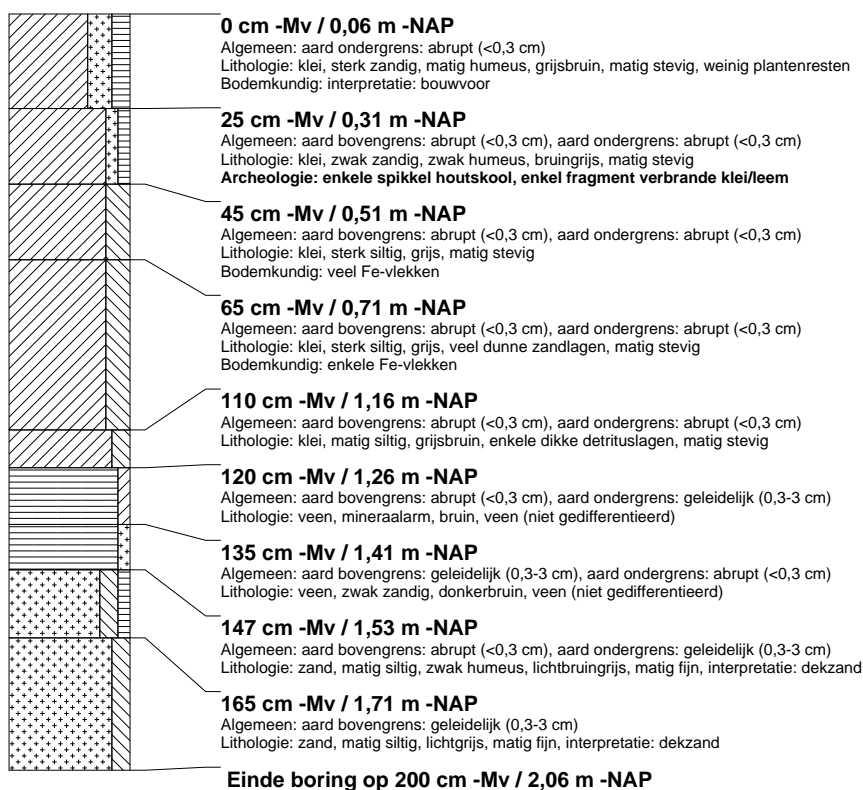 0 cm -Mv / 0,06 m -NAP
Algemeen: aard ondergrens: abrupt (<0,3 cm)
Lithologie: klei, sterk zandig, matig humeus, grijsbruin, matig stevig, weinig plantenresten
Bodemkundig: interpretatie: bouwvoor
25 cm -Mv / 0,31 m -NAP
Algemeen: aard bovengrens: abrupt (<0,3 cm), aard ondergrens: abrupt (<0,3 cm)
Lithologie: klei, zwak zandig, zwak humeus, bruingrijs, matig stevig
Archeologie: enkele spikkel houtskool, enkel fragment verbrande klei/leem
45 cm -Mv / 0,51 m -NAP
Algemeen: aard bovengrens: abrupt (<0,3 cm), aard ondergrens: abrupt (<0,3 cm)
Lithologie: klei, sterk siltig, grijs, matig stevig
Bodemkundig: veel Fe-vlekken
65 cm -Mv / 0,71 m -NAP
Algemeen: aard bovengrens: abrupt (<0,3 cm), aard ondergrens: abrupt (<0,3 cm)
Lithologie: klei, sterk siltig, grijs, veel dunne zandlagen, matig stevig
Bodemkundig: enkele Fe-vlekken
110 cm -Mv / 1,16 m -NAP
Algemeen: aard bovengrens: abrupt (<0,3 cm), aard ondergrens: abrupt (<0,3 cm)
Lithologie: klei, matig siltig, grijsbruin, enkele dikke detrituslagen, matig stevig
120 cm -Mv / 1,26 m -NAP
Algemeen: aard bovengrens: abrupt (<0,3 cm), aard ondergrens: geleidelijk (0,3-3 cm)
Lithologie: veen, mineraalarm, bruin, veen (niet gedifferentieerd)
135 cm -Mv / 1,41 m -NAP
Algemeen: aard bovengrens: geleidelijk (0,3-3 cm), aard ondergrens: abrupt (<0,3 cm)
Lithologie: veen, zwak zandig, donkerbruin, veen (niet gedifferentieerd)
147 cm -Mv / 1,53 m -NAP
Algemeen: aard bovengrens: abrupt (<0,3 cm), aard ondergrens: geleidelijk (0,3-3 cm)
Lithologie: zand, matig siltig, zwak humeus, lichtbruingrijs, matig fijn, interpretatie: dekzand
165 cm -Mv / 1,71 m -NAP
Algemeen: aard bovengrens: geleidelijk (0,3-3 cm)
Lithologie: zand, matig siltig, lichtgrijs, matig fijn, interpretatie: dekzand
Einde boring op 200 cm -Mv / 2,06 m -NAP